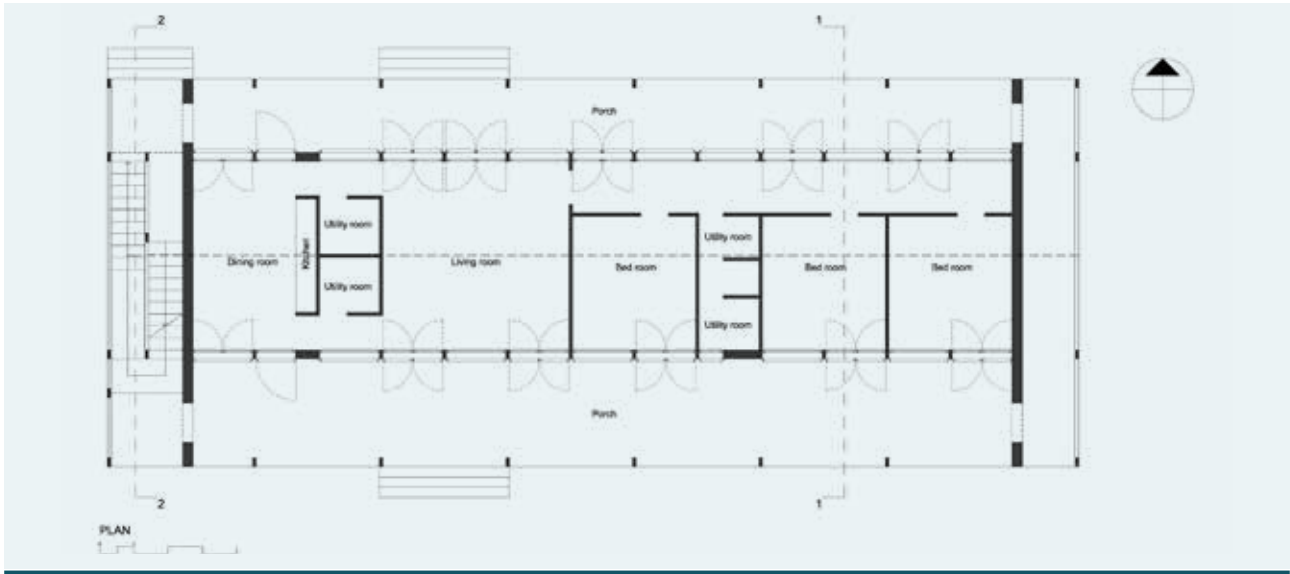 2
1
Porch
Utility room
Kitchen
Utility room
Dining room
Living room
Bed room
Utility room
Utility room
Bed room
Bed room
Porch
2
1
PLAN